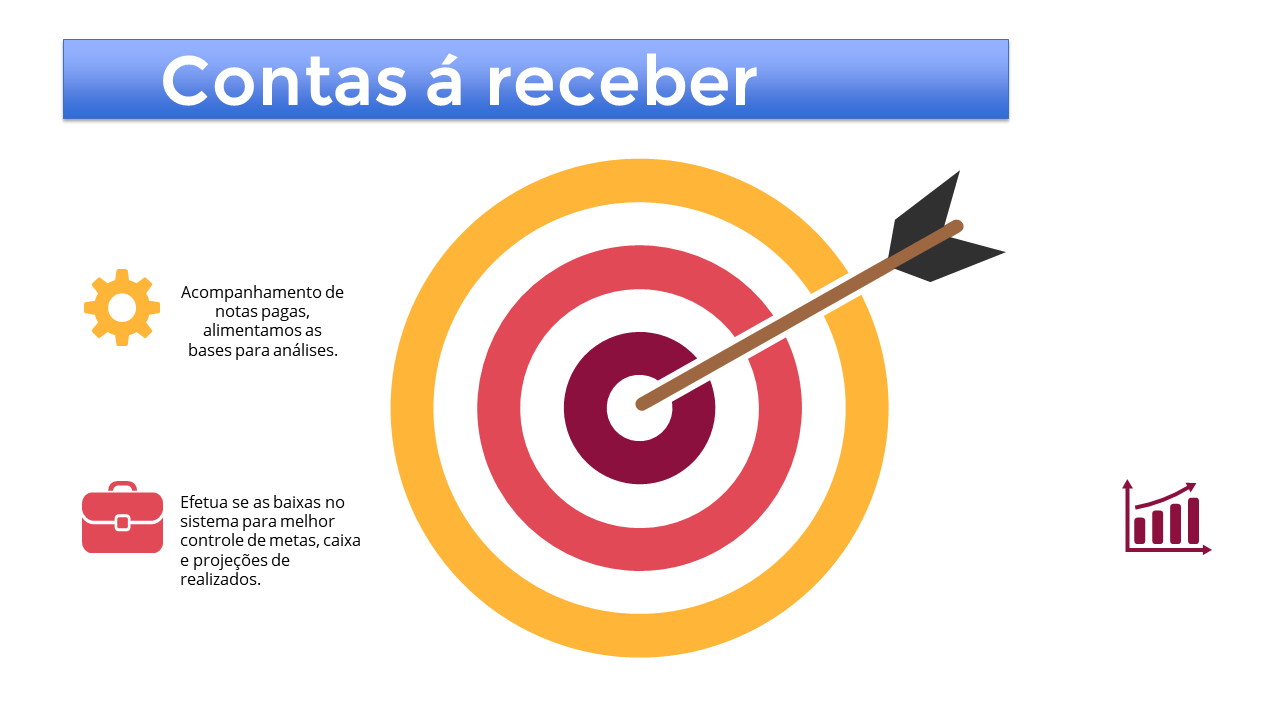 Contas á receber
Acompanhamento de
notas pagas,
alimentamos as
bases para análises.
Efetua se as baixas no
sistema para melhor
controle de metas, caixa
e projeções de
realizados.